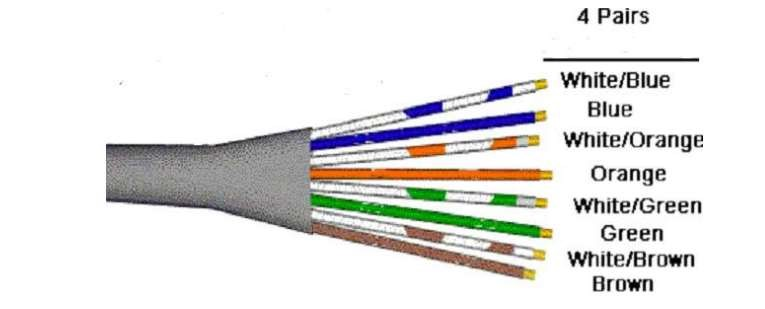 4 Pairs
White/Blue
Blue
White/Orange
Orange
White/Green
Green
White/Brown
Brown